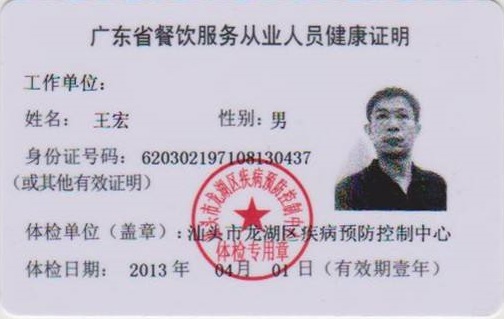 广东省餐饮服务从业人员健康证明
工作单位：
姓名： 王宏 性别：男
身份证号码： 620302197108130437
（或其他有效证明）
体检单位（盖章）：汕头市龙湖区疾病预防控制中心
汕头市龙湖区疾病预防控制中心
体检专用章
体检日期： 2013 年 04月 01 日（有效期壹年）